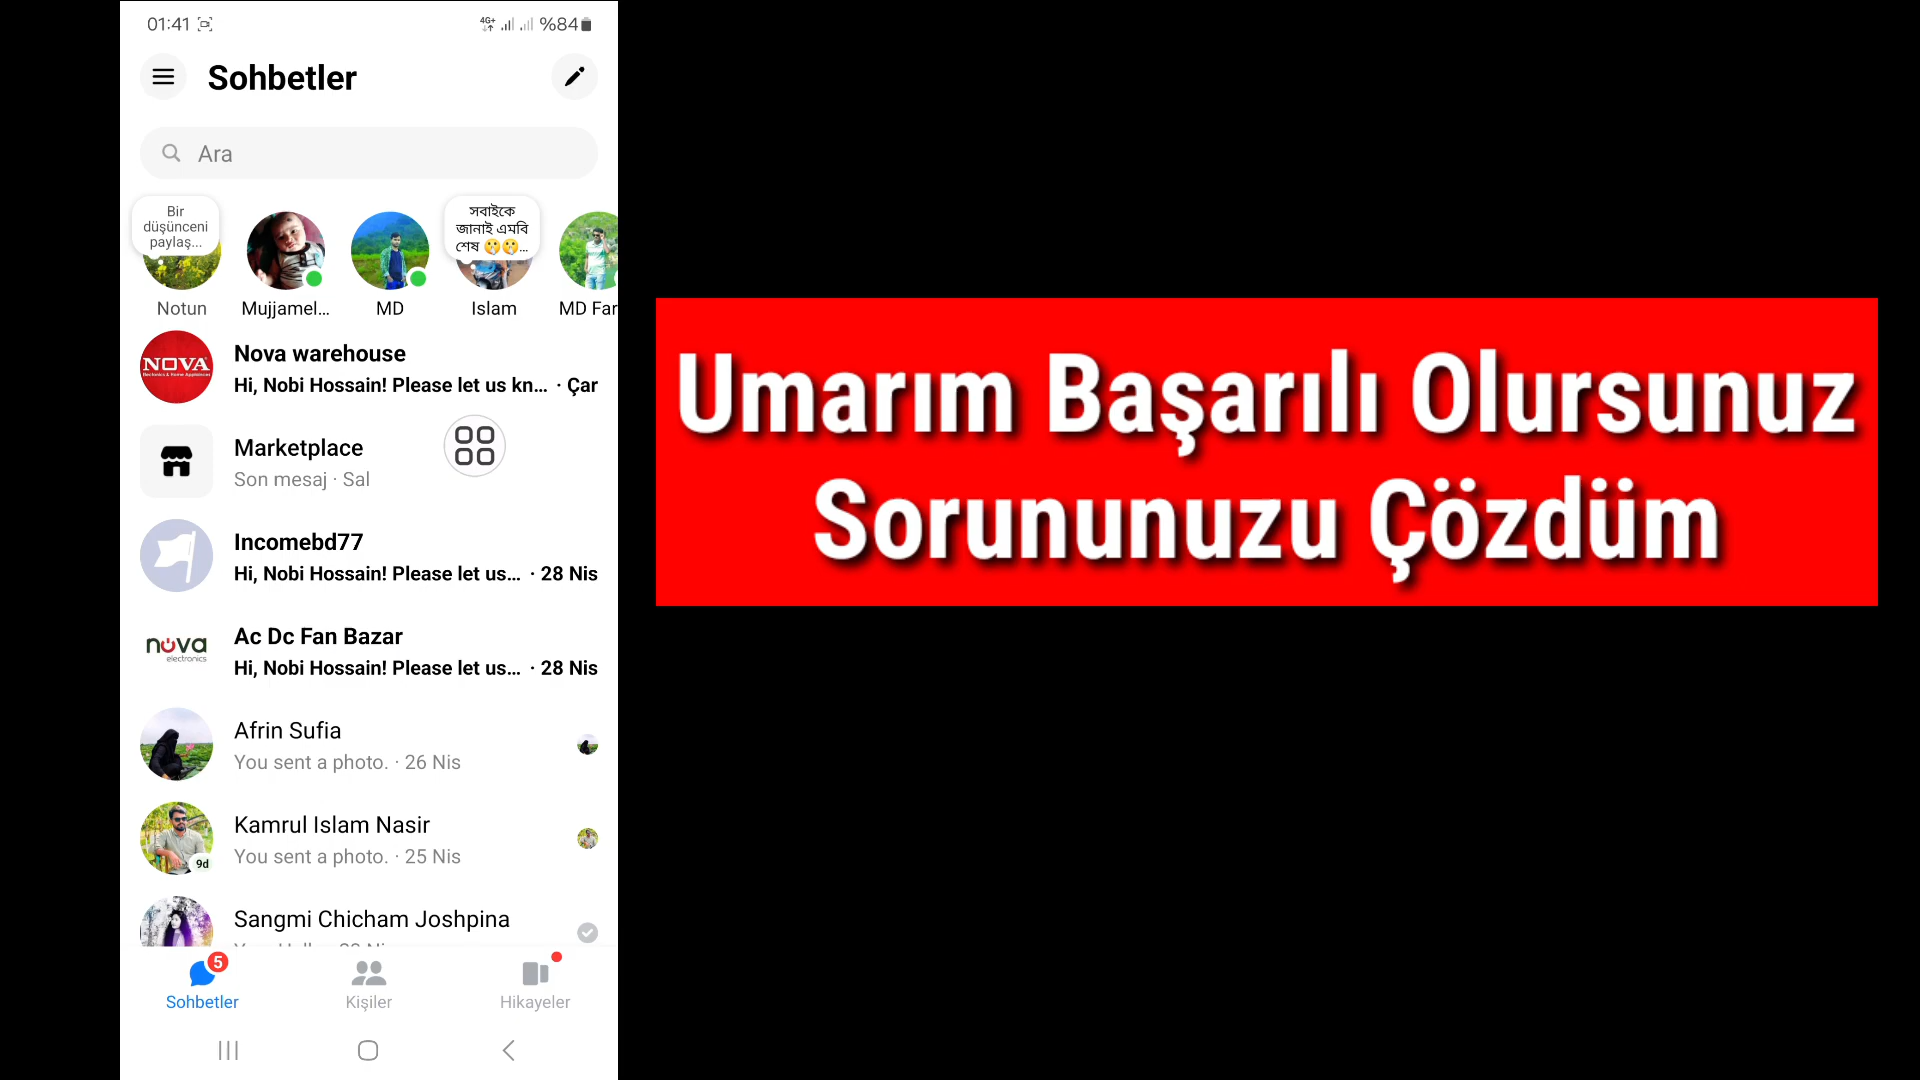 01:41
4G+ %84
Sohbetler
Ara
Bir
düşünceni
paylaş...
সবাইকে
জানাই এমবি
শেষ 🤫🤫...
Notun
Mujjamel...
MD
Islam
MD Far
NOVA
Nova warehouse
Hi, Nobi Hossain! Please let us kn... · Çar
Marketplace
Son mesaj · Sal
Incomebd77
Hi, Nobi Hossain! Please let us... · 28 Nis
nova
electronics
Ac Dc Fan Bazar
Hi, Nobi Hossain! Please let us... · 28 Nis
Afrin Sufia
You sent a photo. · 26 Nis
Kamrul Islam Nasir
You sent a photo. · 25 Nis
9d
Sangmi Chicham Joshpina
5
Sohbetler
Kişiler
Hikayeler
Umarım Başarılı Olursunuz
Sorununuzu Çözdüm